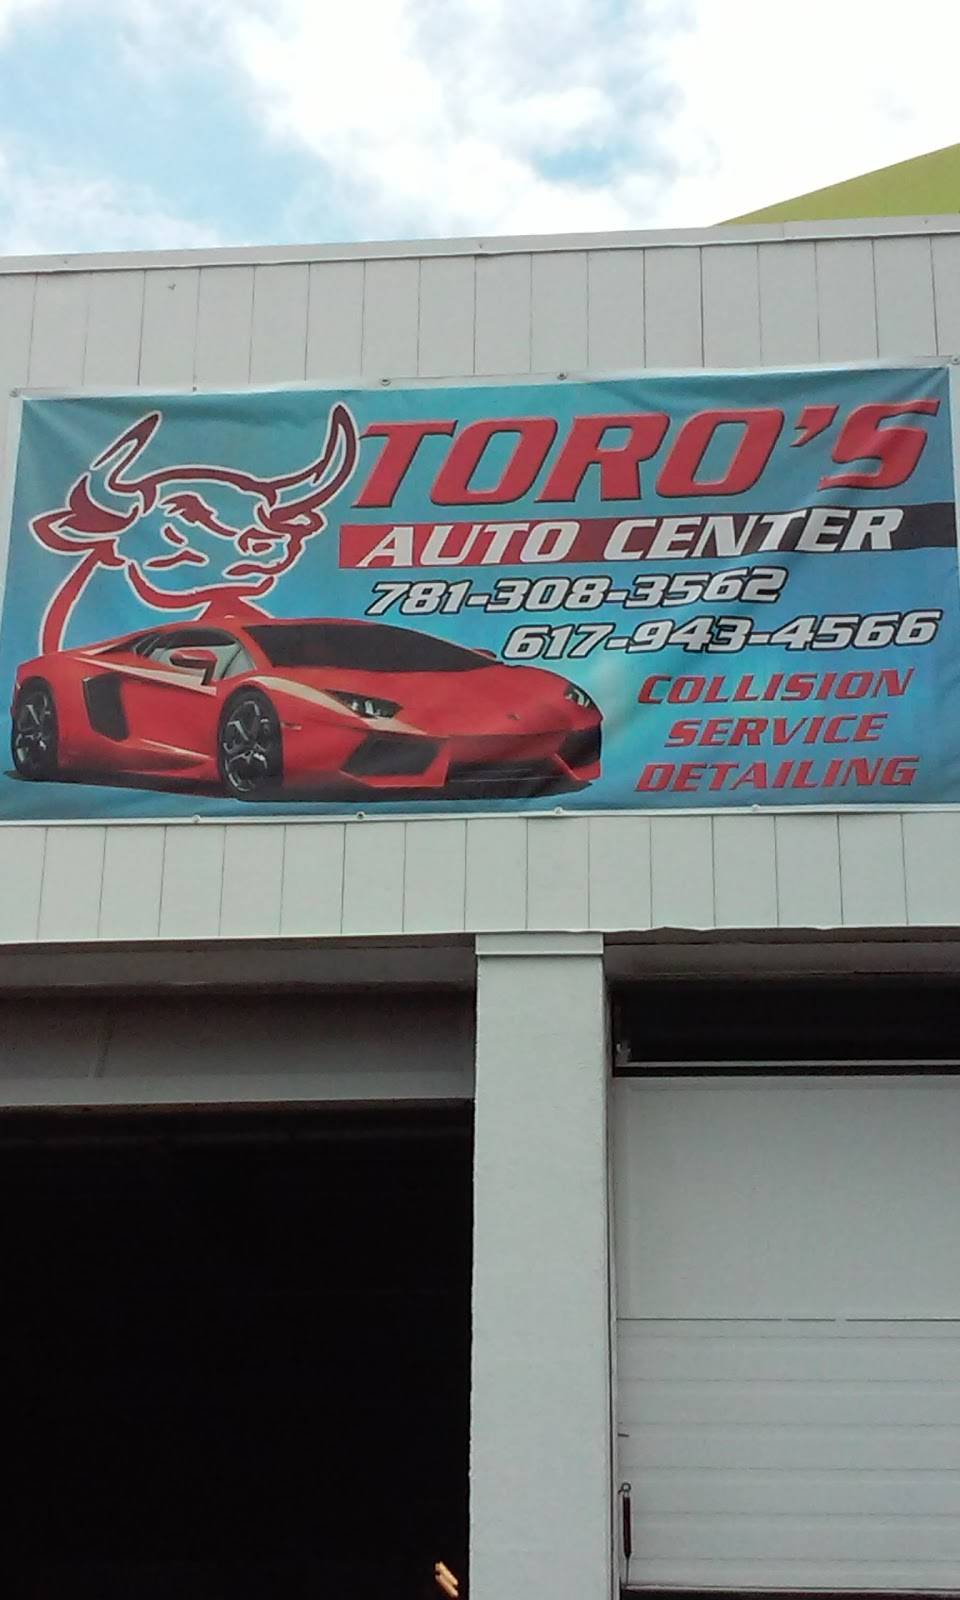 TORO'S
AUTO CENTER
781-308-3562
617-943-4566
COLLISION
SERVICE
DETAILING